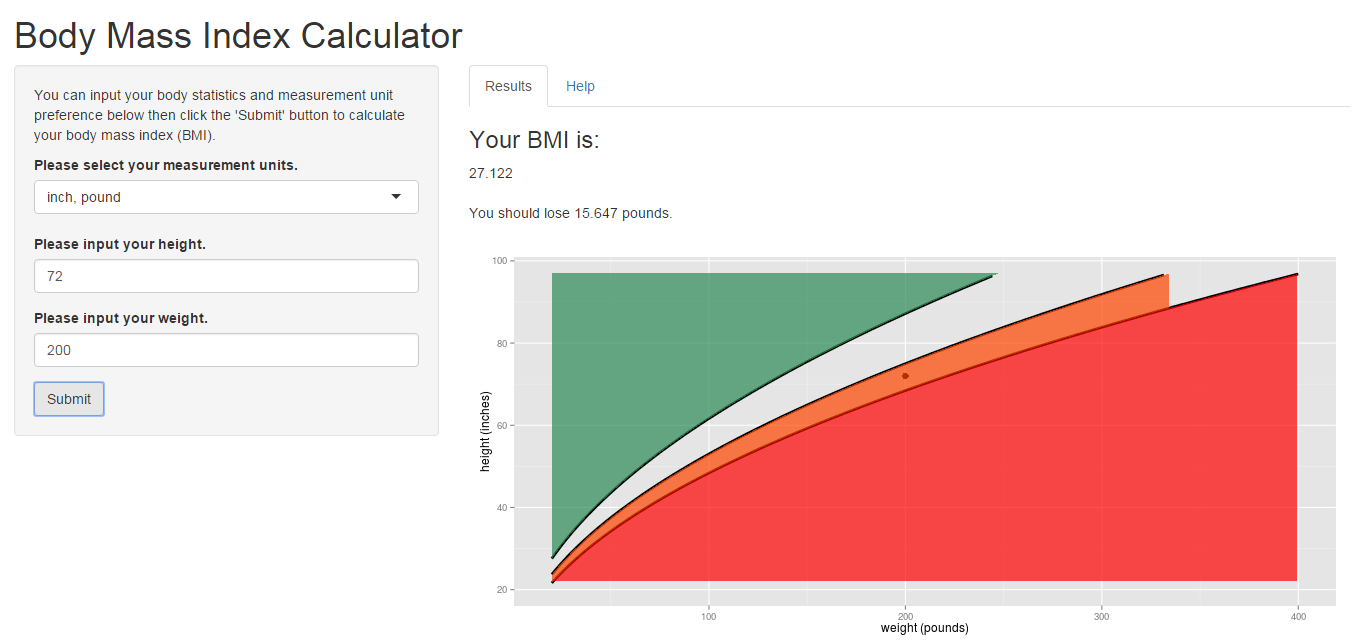 Body Mass Index Calculator
You can input your body statistics and measurement unit
preference below then click the 'Submit' button to calculate
your body mass index (BMI).
Please select your measurement units.
inch, pound
Please input your height.
72
Please input your weight.
200
Submit
Results
Help
Your BMI is:
27.122
You should lose 15.647 pounds.
height (inches)
100
80
60
40
20
100
200
300
400
weight (pounds)